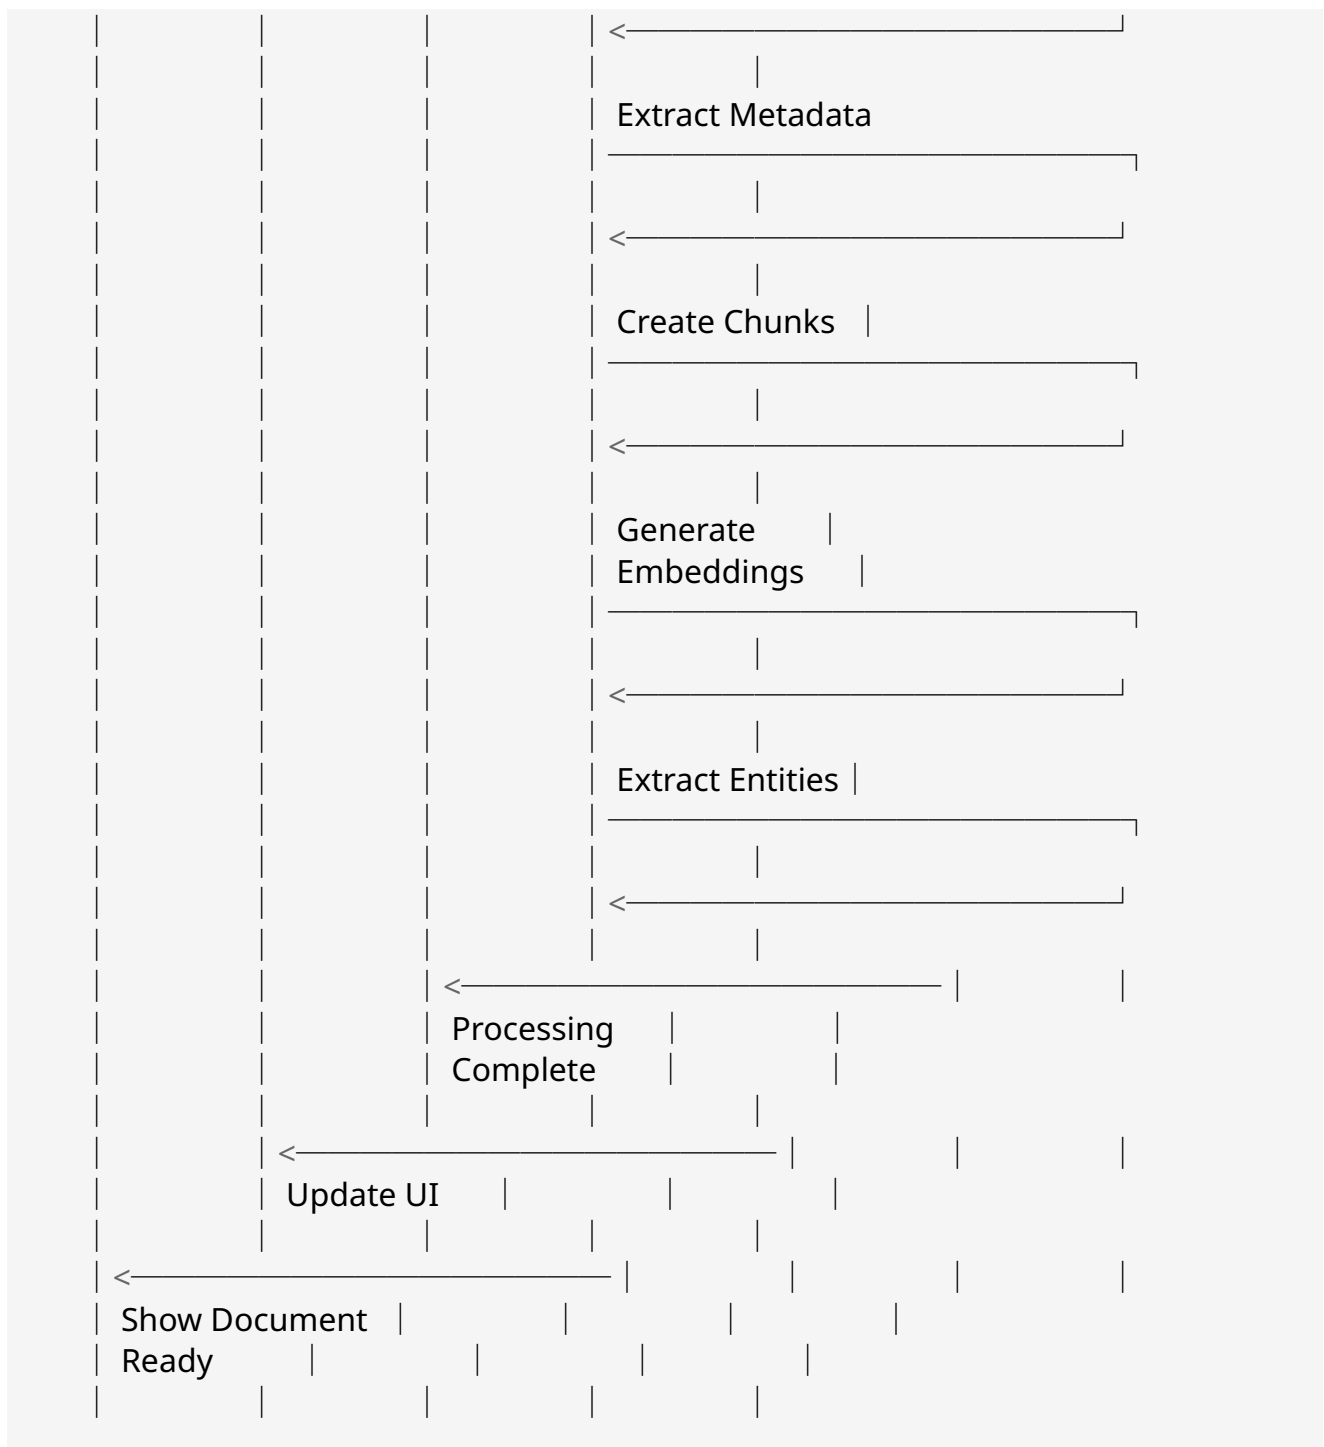 Extract Metadata
Create Chunks
Generate
Embeddings
Extract Entities
Processing
Complete
Update UI
Show Document
Ready